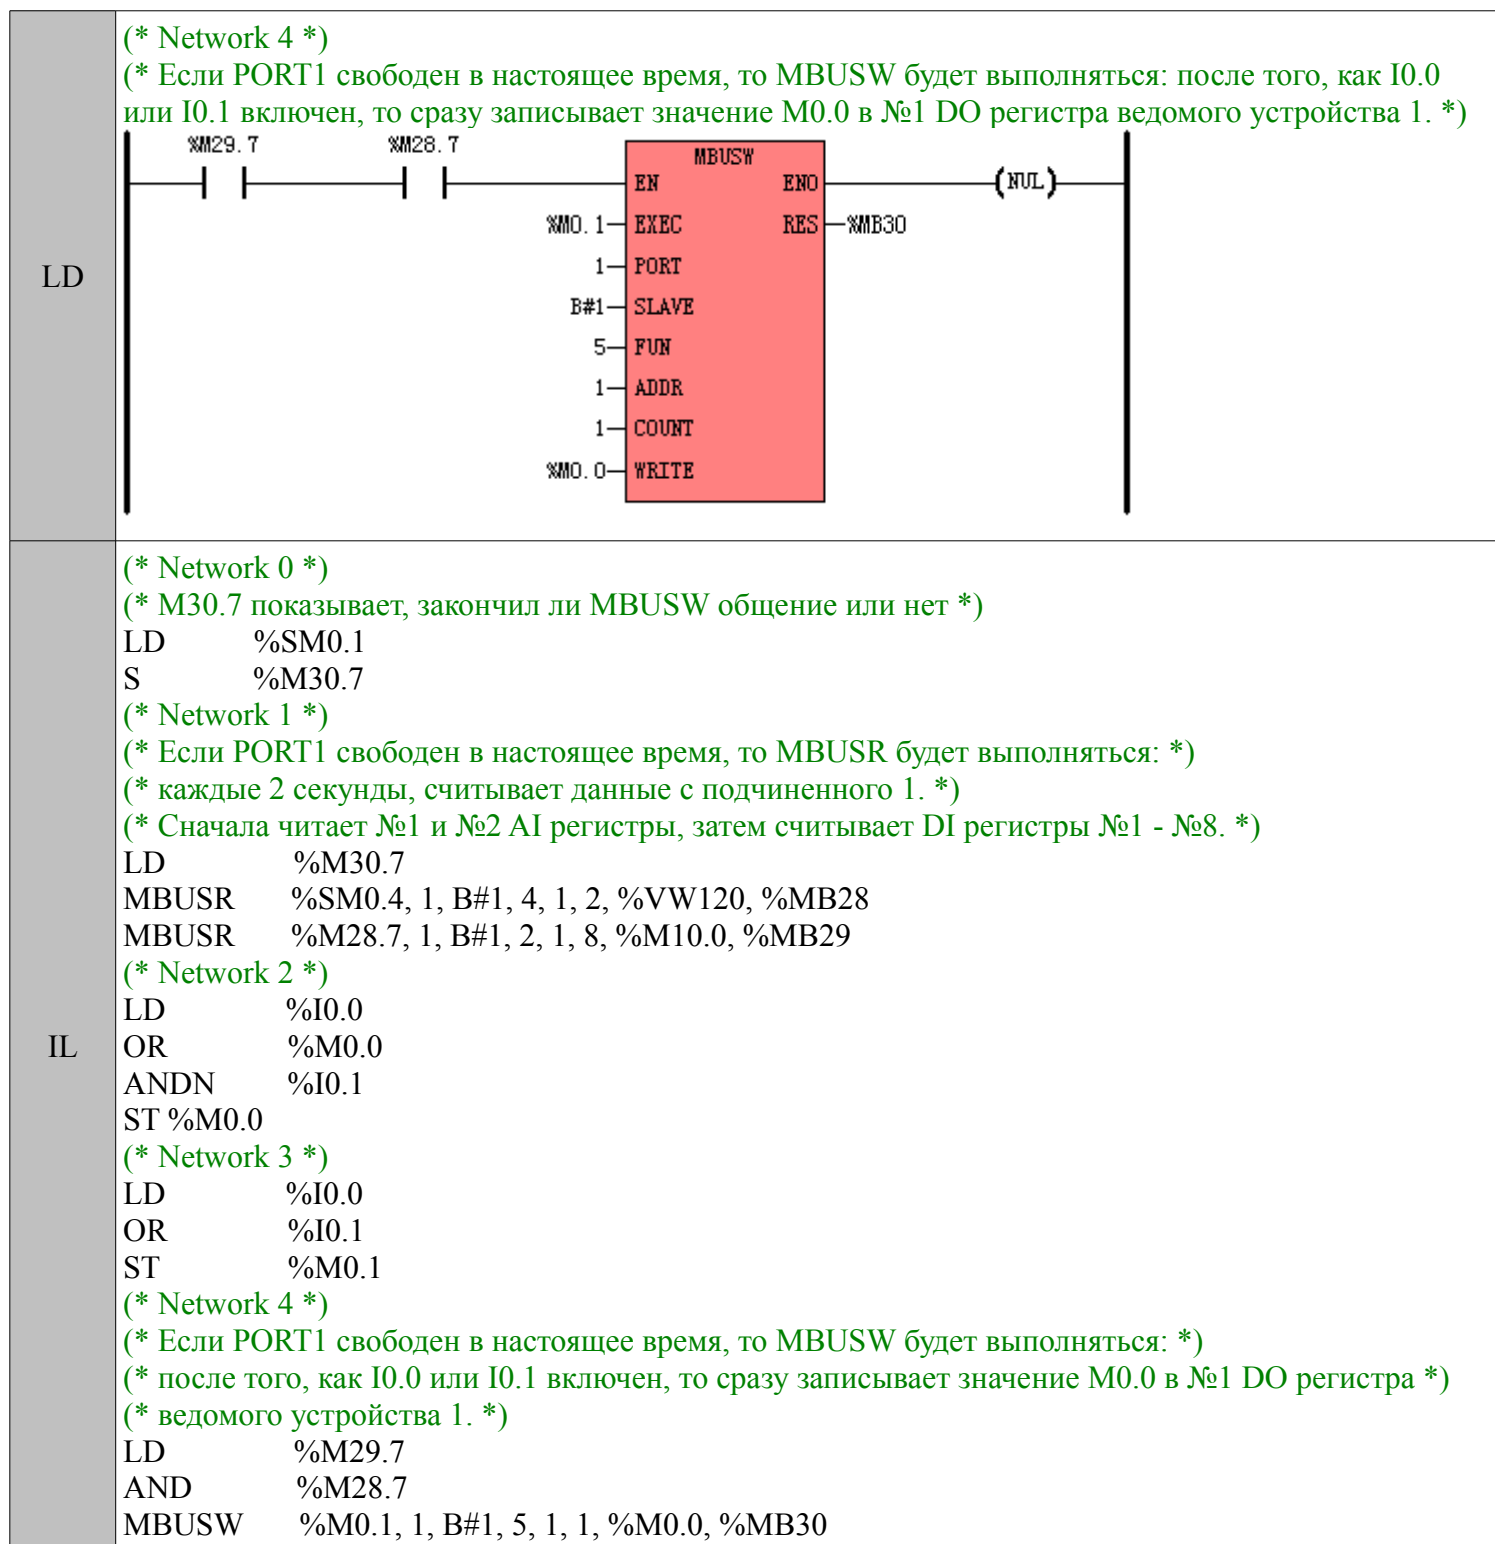 (* Network 4 *)
(* Если PORT1 свободен в настоящее время, то MBUSW будет выполняться: после того, как I0.0
или I0.1 включен, то сразу записывает значение M0.0 в №1 DO регистра ведомого устройства 1. *)
LD
%M29.7 %M28.7
MBUSW
EN ENO (NUL)
%M0.1 EXEC RES %MB30
1 PORT
B#1 SLAVE
5 FUN
1 ADDR
1 COUNT
%M0.0 WRITE
IL
(* Network 0 *)
(* M30.7 показывает, закончил ли MBUSW общение или нет *)
LD %SM0.1
S %M30.7
(* Network 1 *)
(* Если PORT1 свободен в настоящее время, то MBUSR будет выполняться: *)
(* каждые 2 секунды, считывает данные с подчиненного 1. *)
(* Сначала читает №1 и №2 AI регистры, затем считывает DI регистры №1 - №8. *)
LD %M30.7
MBUSR %SM0.4, 1, B#1, 4, 1, 2, %VW120, %MB28
MBUSR %M28.7, 1, B#1, 2, 1, 8, %M10.0, %MB29
(* Network 2 *)
LD %I0.0
OR %M0.0
ANDN %I0.1
ST %M0.0
(* Network 3 *)
LD %I0.0
OR %I0.1
ST %M0.1
(* Network 4 *)
(* Если PORT1 свободен в настоящее время, то MBUSW будет выполняться: *)
(* после того, как I0.0 или I0.1 включен, то сразу записывает значение M0.0 в №1 DO регистра *)
(* ведомого устройства 1. *)
LD %M29.7
AND %M28.7
MBUSW %M0.1, 1, B#1, 5, 1, 1, %M0.0, %MB30